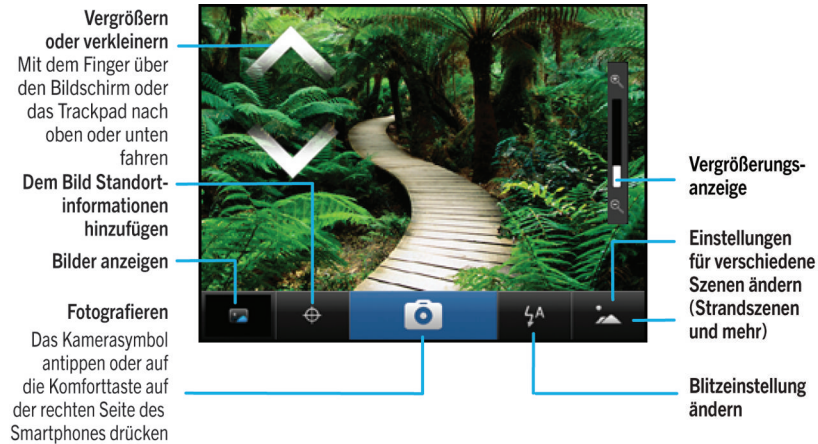 Vergrößern
oder verkleinern
Mit dem Finger über
den Bildschirm oder
das Trackpad nach
oben oder unten
fahren
Dem Bild Standort-
informationen
hinzufügen
Bilder anzeigen
Fotografieren
Das Kamerasymbol
antippen oder auf
die Komforttaste auf
der rechten Seite des
Smartphones drücken
A
Vergrößerungs-
anzeige
Einstellungen
für verschiedene
Szenen ändern
(Strandszenen
und mehr)
Blitzeinstellung
ändern